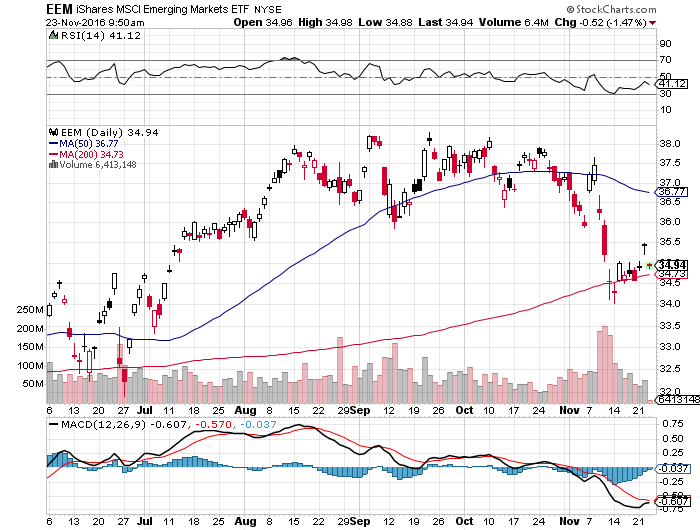 EEM iShares MSCI Emerging Markets ETF NYSE © StockCharts.com
23-Nov-2016 9:50am Open 34.96 High 34.98 Low 34.88 Last 34.94 Volume 6.4M Chg -0.52 (-1.47%)
RSI(14) 41.12
90
70
50
41.12
30
10
EEM (Daily) 34.94
MA(50) 36.77
MA(200) 34.73
Volume 6,413,148
38.0
37.5
37.0
36.77
36.5
36.0
35.5
34.94
34.73
34.5
34.0
33.5
33.0
32.5
32.0
250M
200M
150M
100M
50M
6413148
6 13 20 27 Jul 11 18 25 Aug 8 15 22 29 Sep 12 19 26 Oct 10 17 24 Nov 7 14 21
MACD(12,26,9) -0.607, -0.570, -0.037
0.75
0.50
0.25
-0.037
-0.25
-0.607
-0.75
6 13 20 27 Jul 11 18 25 Aug 8 15 22 29 Sep 12 19 26 Oct 10 17 24 Nov 7 14 21